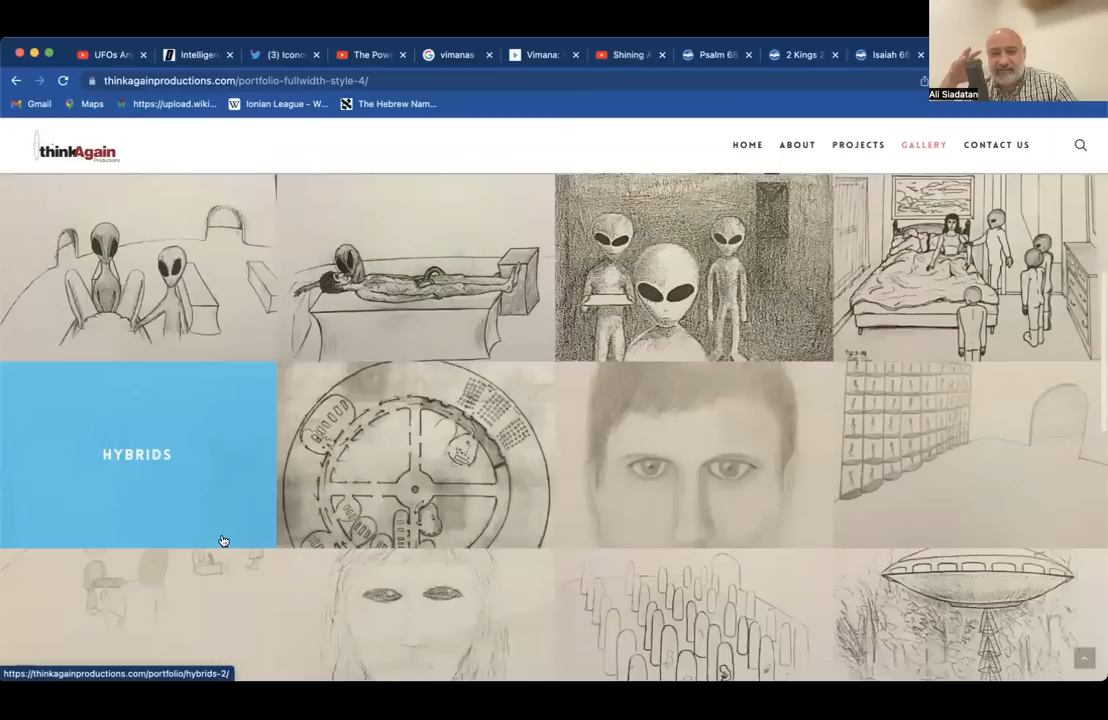 UFOs An
Intelligen
(3) Icono
The Pow
vimanas
Vimana:
Shining A
Psalm 68
2 Kings 2
Isaiah 66
thinkagainproductions.com/portfolio-fullwidth-style-4/
Gmail
Maps
https://upload.wiki...
Ionian League - W...
The Hebrew Nam...
Ali Siadatan
thinkAgain
Productions
HOME
ABOUT
PROJECTS
GALLERY
CONTACT US
HYBRIDS
https://thinkagainproductions.com/portfolio/hybrids-2/